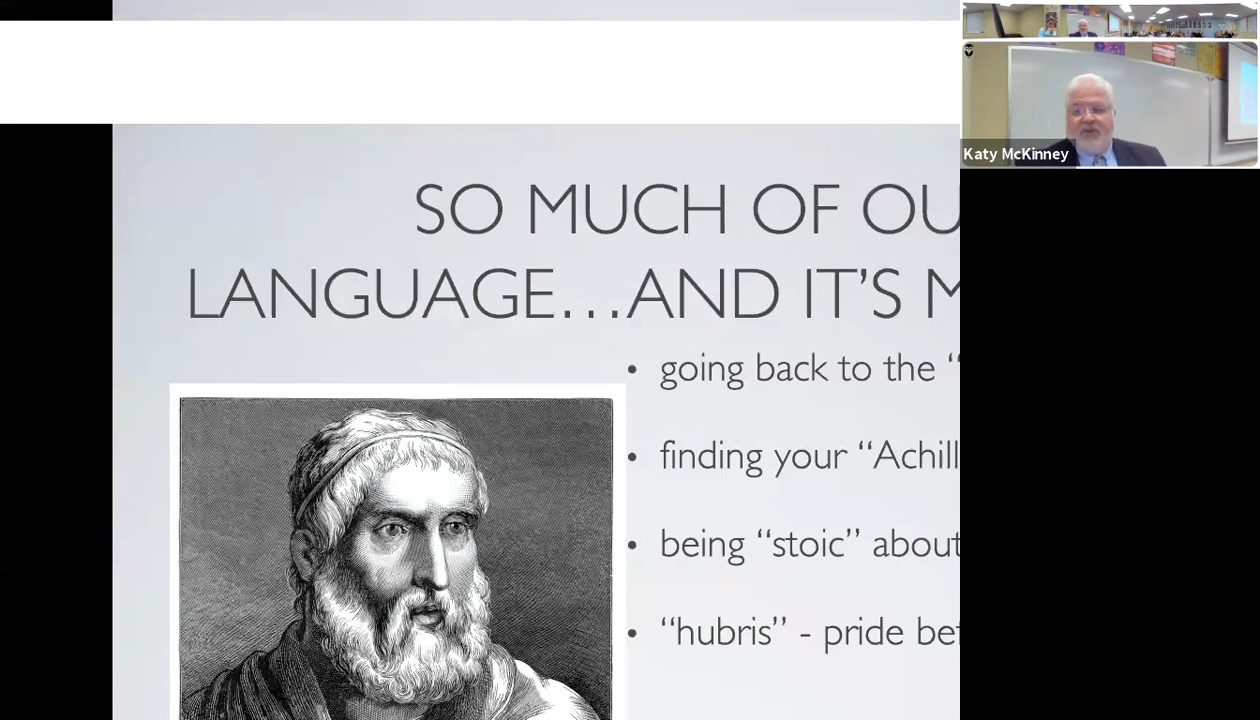 SO MUCH OF OU
LANGUAGE…AND IT’S M
• going back to the “
• finding your “Achill
• being “stoic” about
• “hubris” - pride bef
Katy McKinney